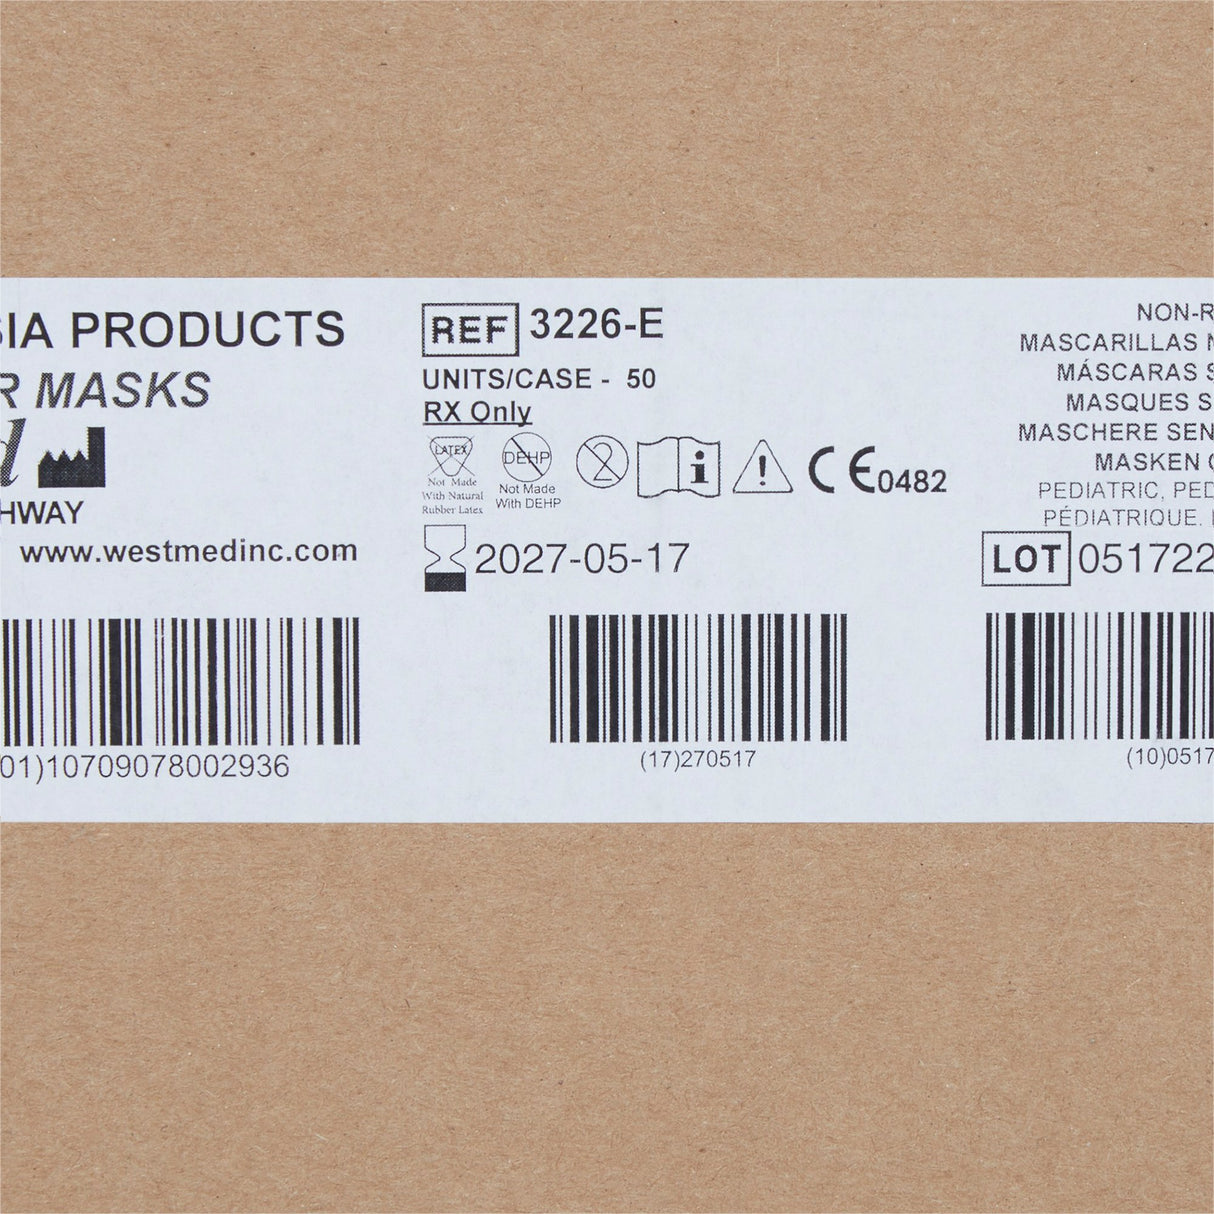 SIA PRODUCTS
R MASKS
d
HWAY
www.westmedinc.com
(01)10709078002936
REF 3226-E
UNITS/CASE - 50
RX Only
LATEX
Not Made
With Natural
Rubber Latex
DEHP
Not Made
With DEHP
2
i
!
CE0482
2027-05-17
(17)270517
NON-R
MASCARILLAS N
MÁSCARAS S
MASQUES S
MASCHERE SEN
MASKEN
PEDIATRIC, PED
PÉDIATRIQUE,
LOT 051722
(10)0517